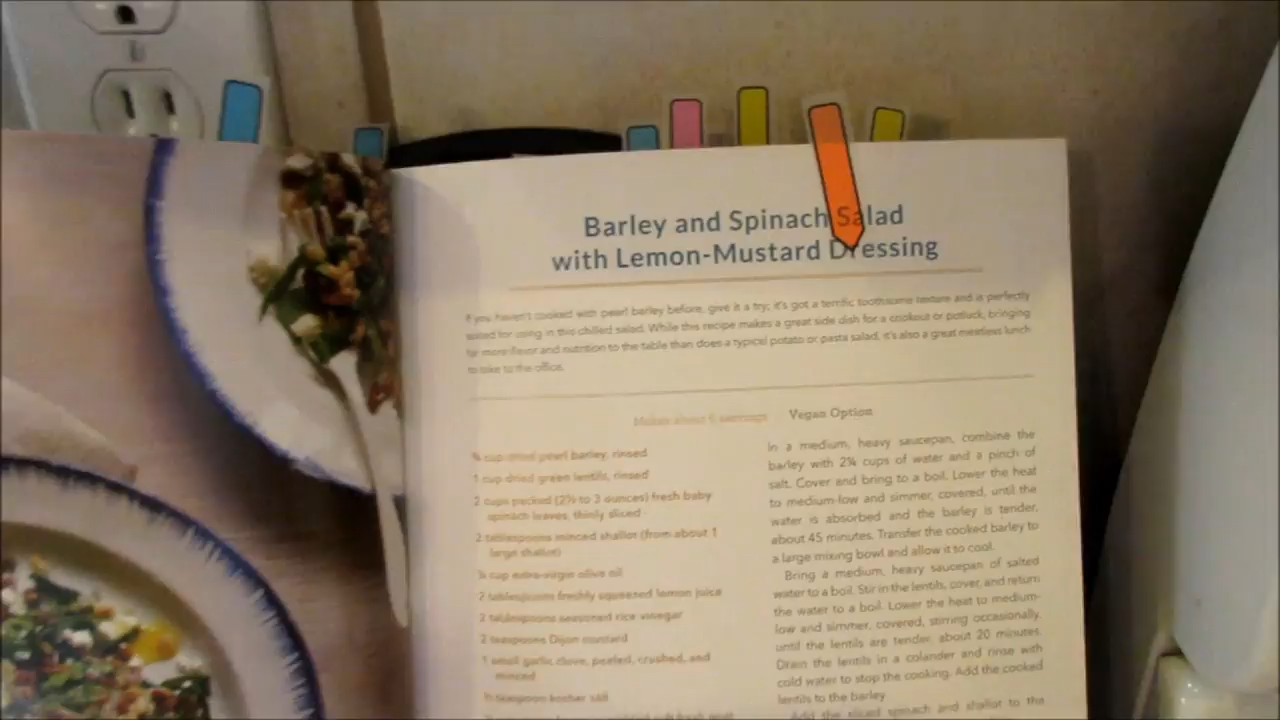 Barley and Spinach Salad
with Lemon-Mustard Dressing
If you haven't cooked with pearl barley before, give it a try; it's got a terrific toothsome texture and is perfectly
suited for using in this chilled salad. While this recipe makes a great side dish for a cookout or potluck, bringing
far more flavor and nutrition to the table than does a typical potato or pasta salad, it's also a great meatless lunch
to take to the office.
Makes about 6 servings Vegan Option
cup dried pearl barley, rinsed
1 cup dried green lentils, rinsed
2 cups packed (2½ to 3 ounces) fresh baby
spinach leaves, thinly sliced
2 tablespoons minced shallot (from about 1
large shallot)
cup extra-virgin olive oil
2 tablespoons freshly squeezed lemon juice
2 tablespoons seasoned rice vinegar
2 teaspoons Dijon mustard
1 small garlic clove, peeled, crushed, and
minced
teaspoon kosher salt
In a medium, heavy saucepan, combine the
barley with 2¼ cups of water and a pinch of
salt. Cover and bring to a boil. Lower the heat
to medium-low and simmer, covered, until the
water is absorbed and the barley is tender,
about 45 minutes. Transfer the cooked barley to
a large mixing bowl and allow it to cool.
Bring a medium, heavy saucepan of salted
water to a boil. Stir in the lentils, cover, and return
the water to a boil. Lower the heat to medium-
low and simmer, covered, stirring occasionally,
until the lentils are tender, about 20 minutes.
Drain the lentils in a colander and rinse with
cold water to stop the cooking. Add the cooked
lentils to the barley
Add the sliced spinach and shallot to the